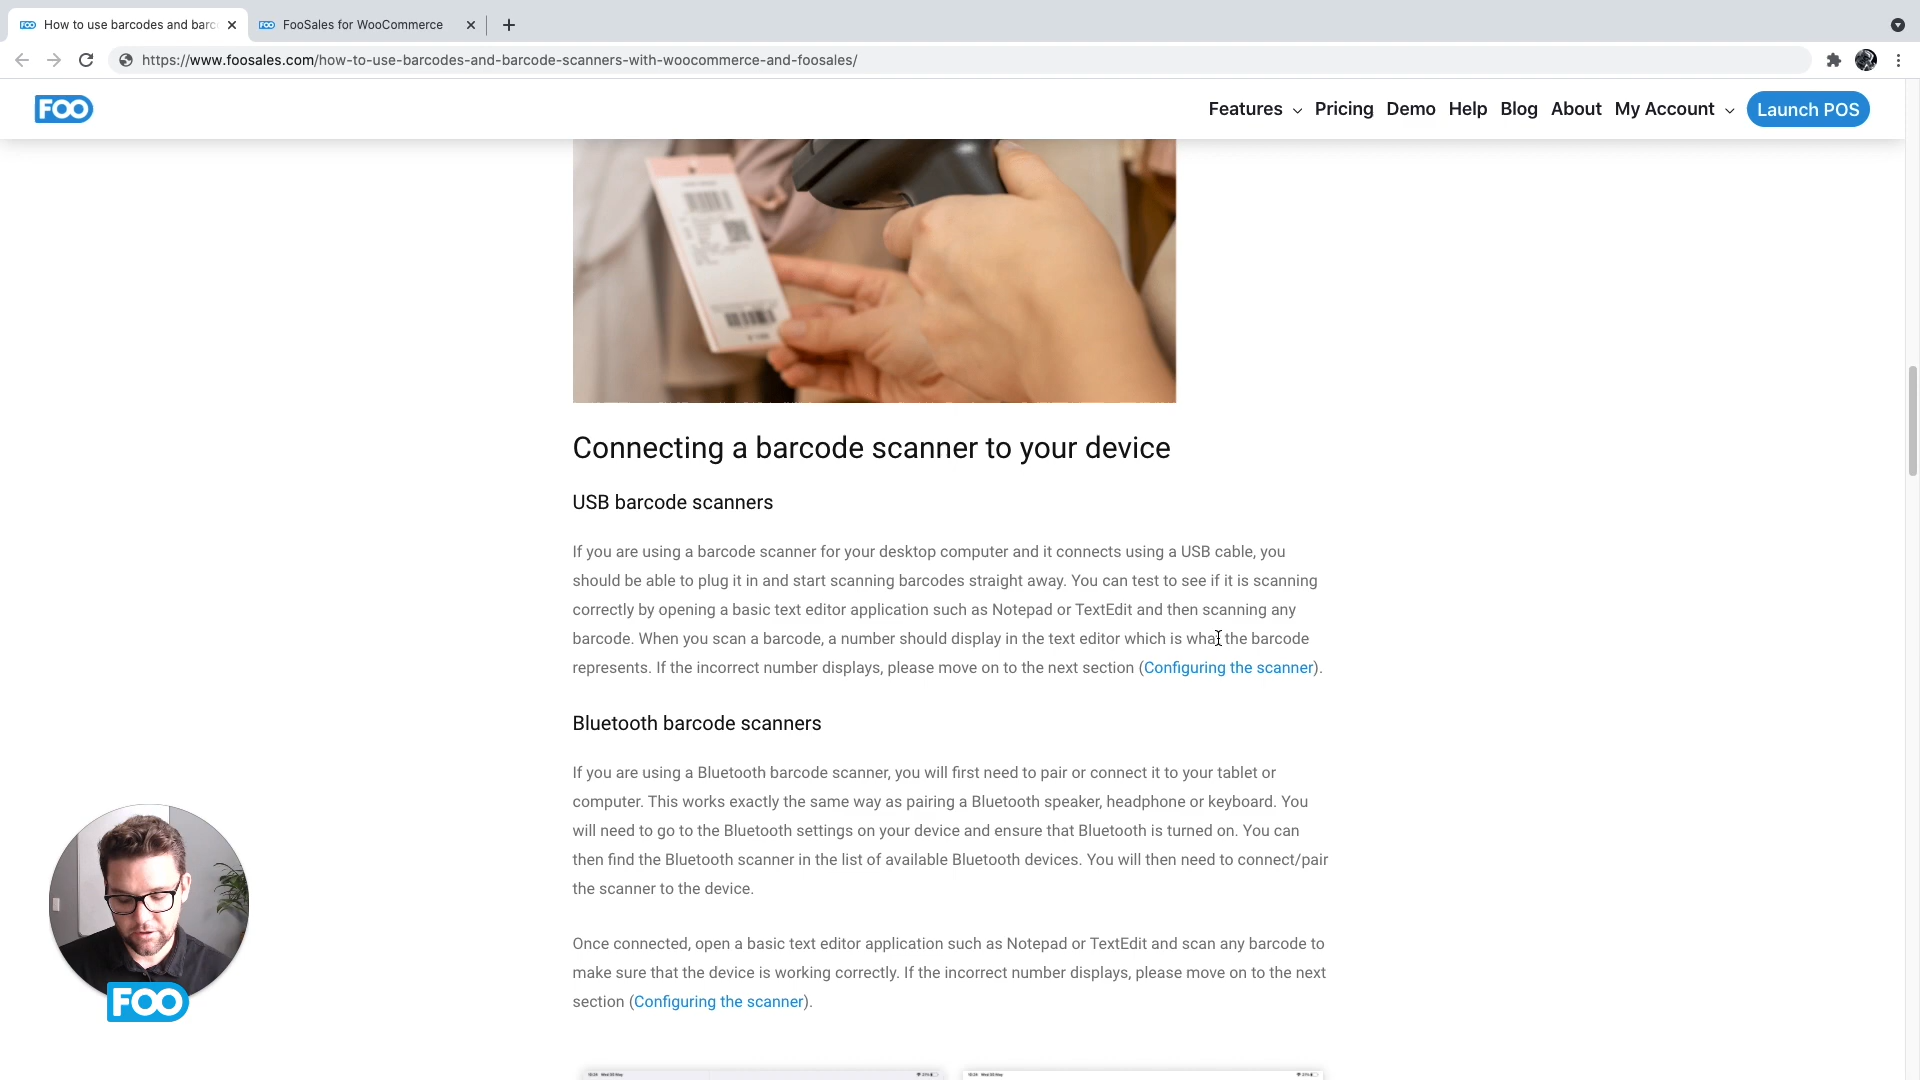 How to use barcodes and barc
FooSales for WooCommerce
https://www.foosales.com/how-to-use-barcodes-and-barcode-scanners-with-woocommerce-and-foosales/
FOO
Features
Pricing
Demo
Help
Blog
About
My Account
Launch POS
Connecting a barcode scanner to your device
USB barcode scanners
If you are using a barcode scanner for your desktop computer and it connects using a USB cable, you
should be able to plug it in and start scanning barcodes straight away. You can test to see if it is scanning
correctly by opening a basic text editor application such as Notepad or TextEdit and then scanning any
barcode. When you scan a barcode, a number should display in the text editor which is what the barcode
represents. If the incorrect number displays, please move on to the next section (Configuring the scanner).
Bluetooth barcode scanners
If you are using a Bluetooth barcode scanner, you will first need to pair or connect it to your tablet or
computer. This works exactly the same way as pairing a Bluetooth speaker, headphone or keyboard. You
will need to go to the Bluetooth settings on your device and ensure that Bluetooth is turned on. You can
then find the Bluetooth scanner in the list of available Bluetooth devices. You will then need to connect/pair
the scanner to the device.
Once connected, open a basic text editor application such as Notepad or TextEdit and scan any barcode to
make sure that the device is working correctly. If the incorrect number displays, please move on to the next
section (Configuring the scanner).
FOO